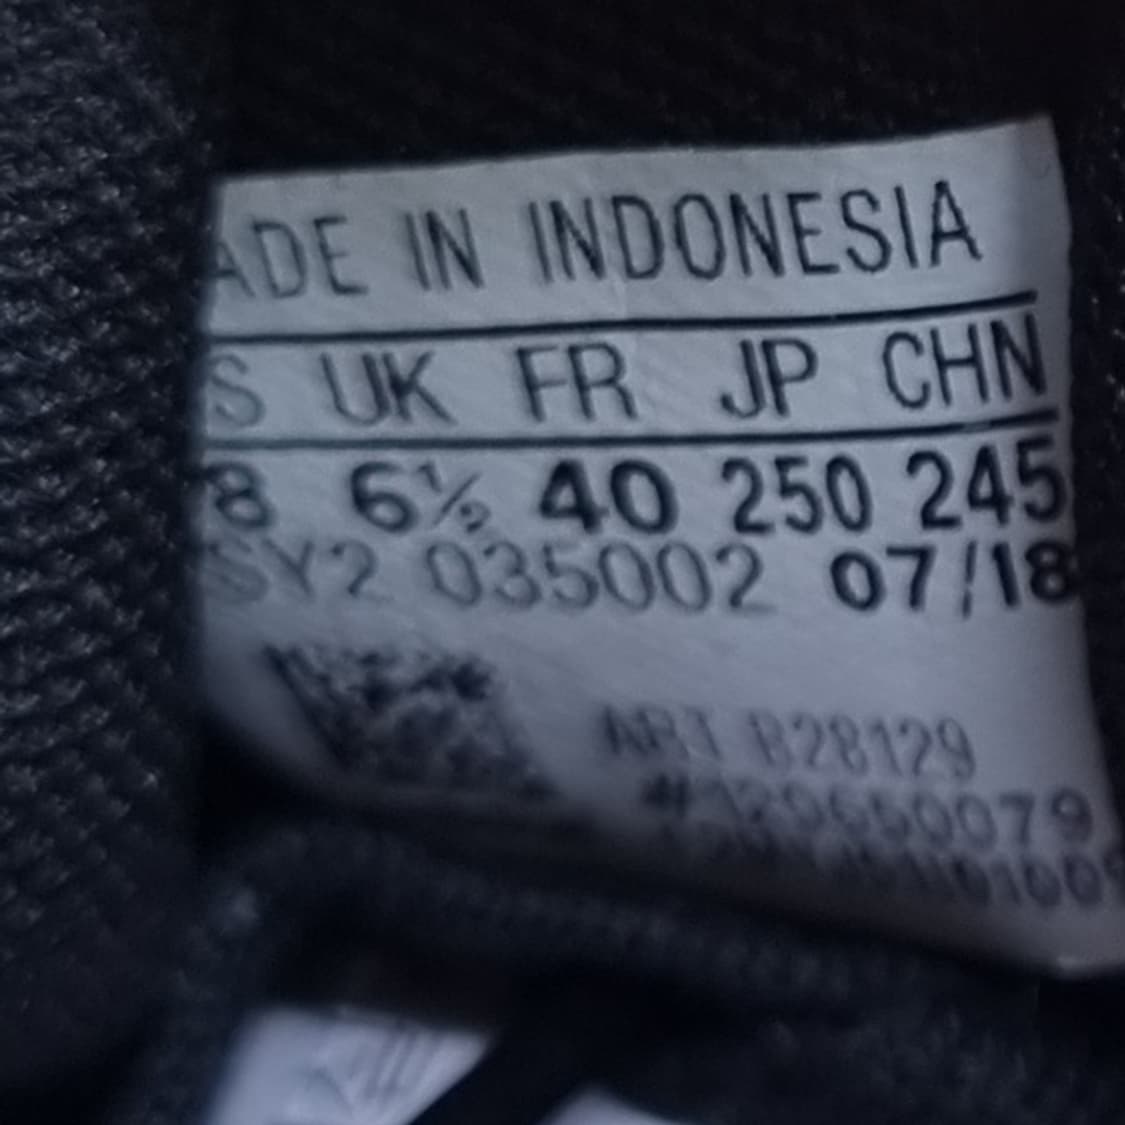 ADE IN INDONESIA
S UK FR JP CHN
8 6½ 40 250 245
SY2 035002 07/18
ART B28129